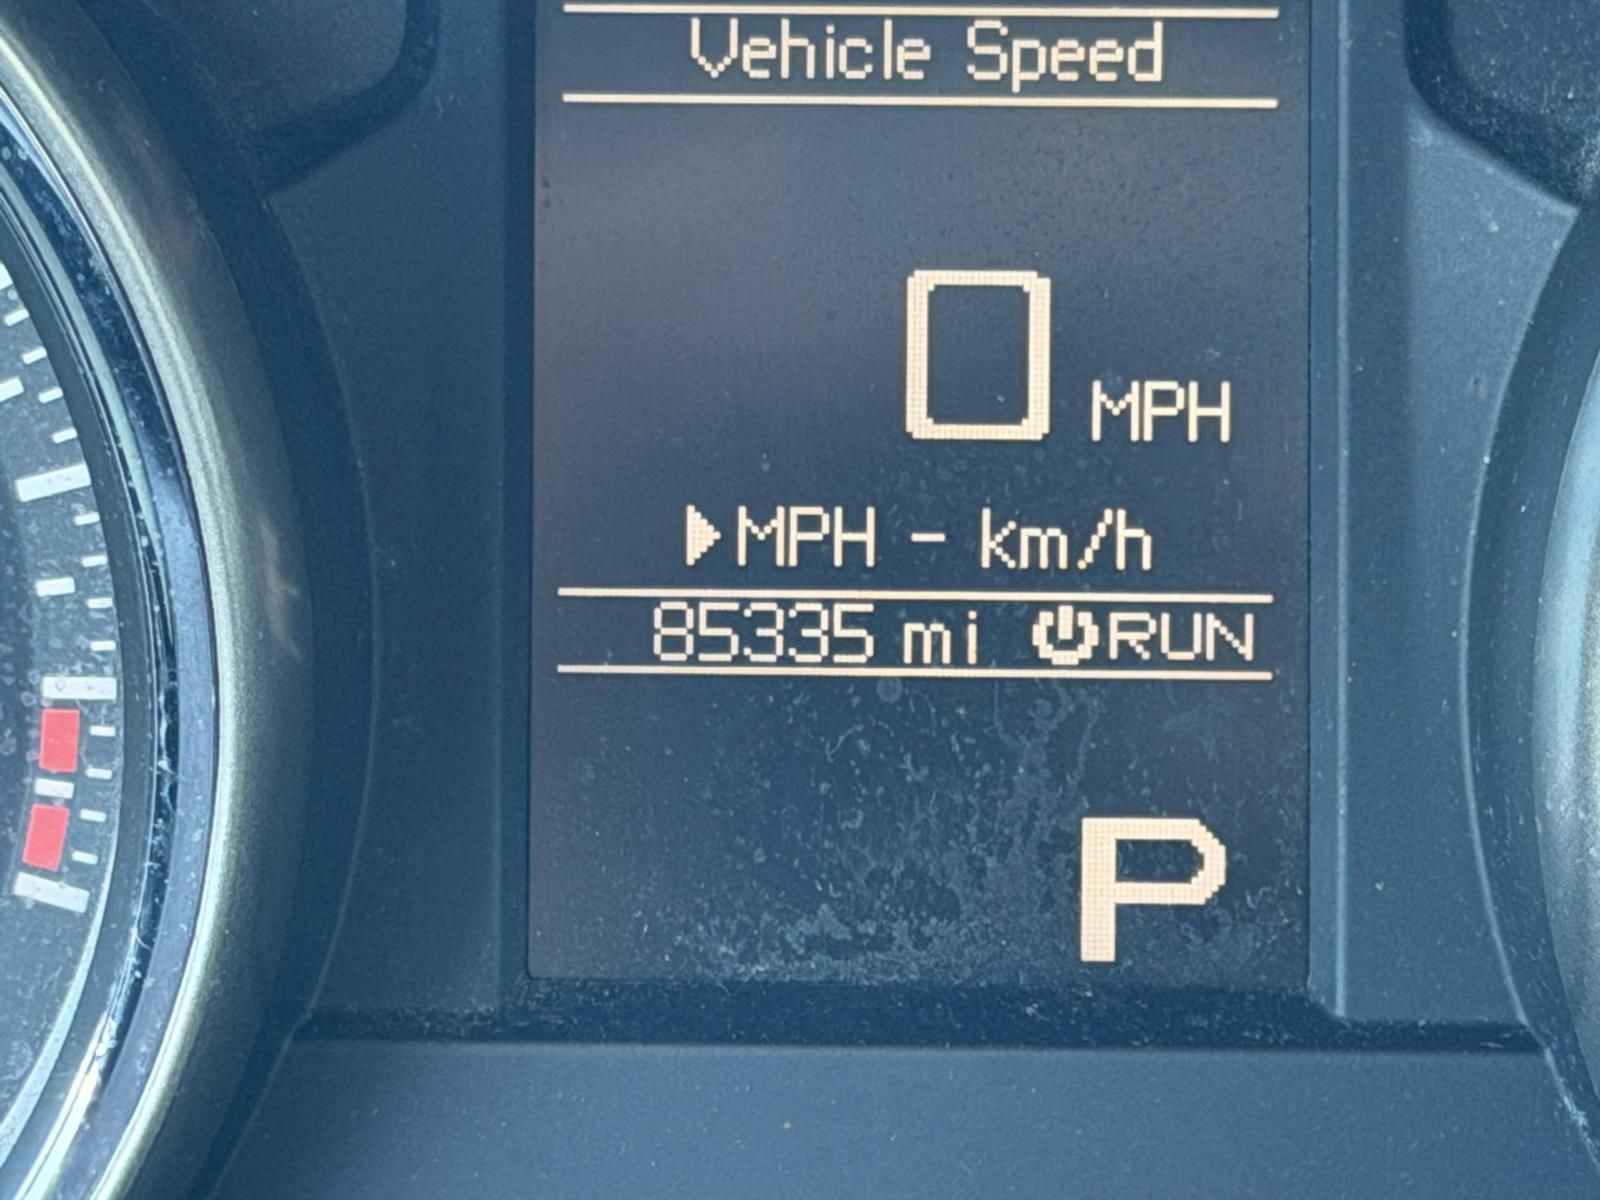 Vehicle Speed
0 MPH
▶MPH - km/h
85335 mi ⏻RUN
P